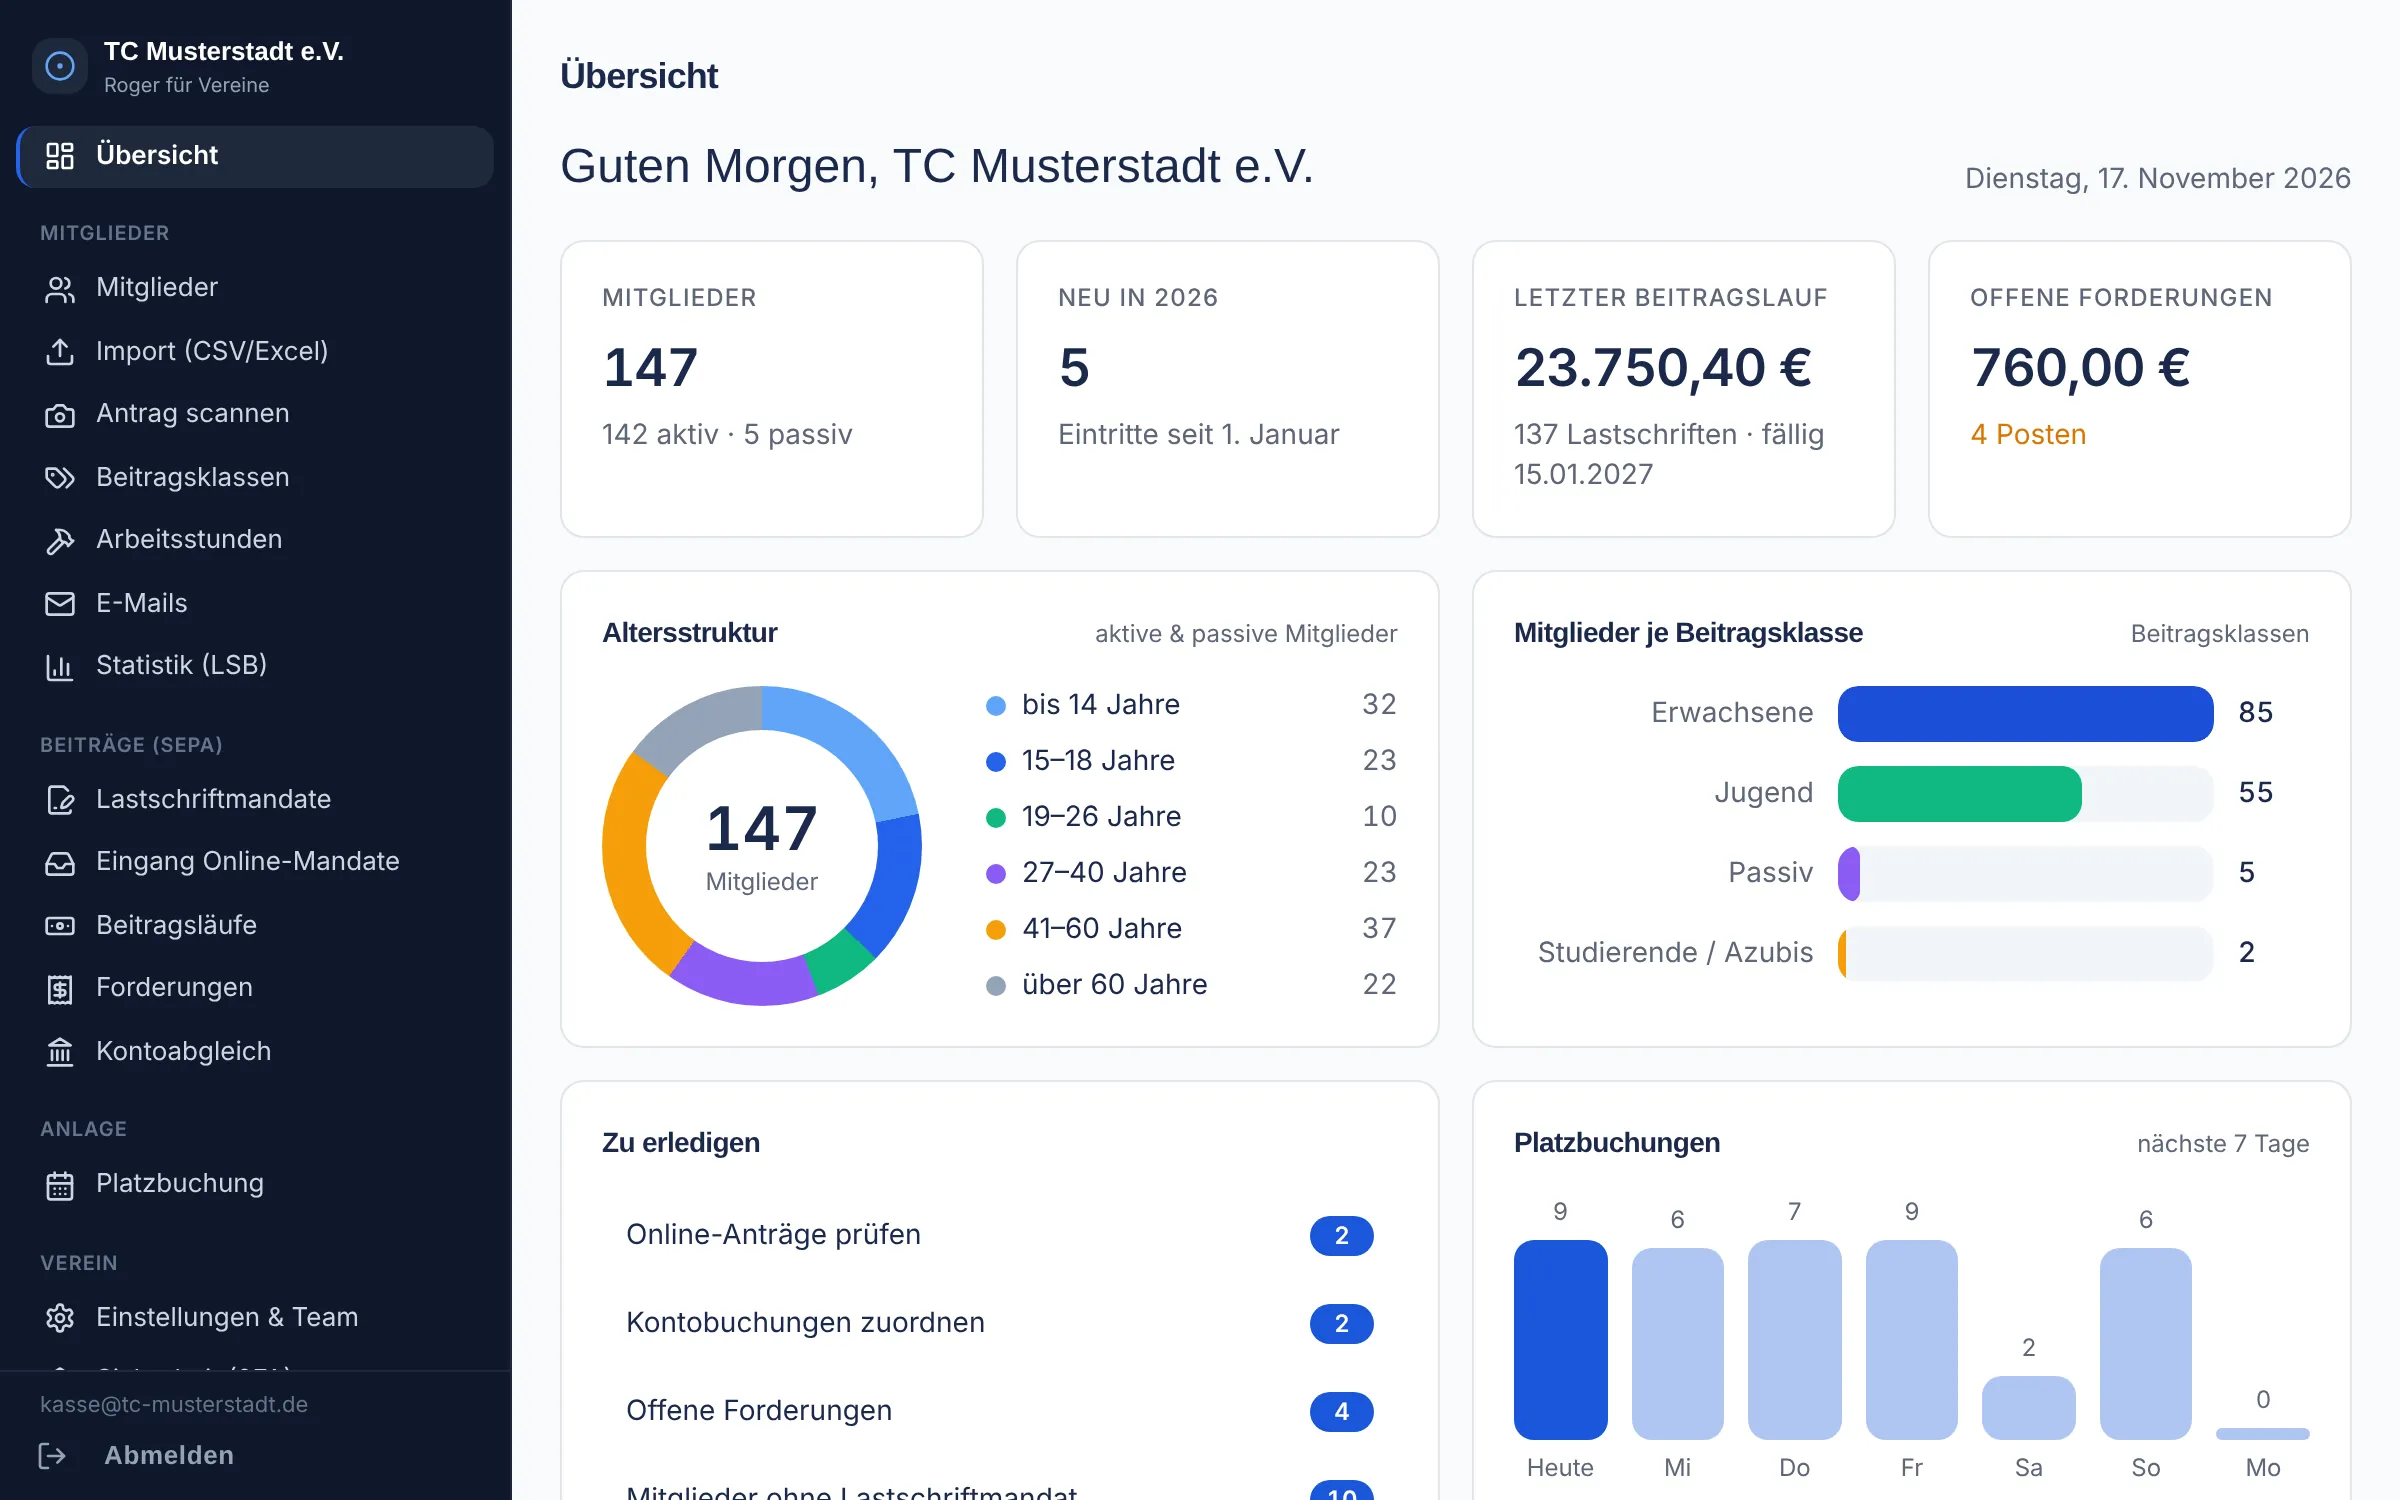 TC Musterstadt e.V.
Roger für Vereine
Übersicht
MITGLIEDER
Mitglieder
Import (CSV/Excel)
Antrag scannen
Beitragsklassen
Arbeitsstunden
E-Mails
Statistik (LSB)
BEITRÄGE (SEPA)
Lastschriftmandate
Eingang Online-Mandate
Beitragsläufe
Forderungen
Kontoabgleich
ANLAGE
Platzbuchung
VEREIN
Einstellungen & Team
kasse@tc-musterstadt.de
Abmelden
Übersicht
Guten Morgen, TC Musterstadt e.V.
Dienstag, 17. November 2026
MITGLIEDER
147
142 aktiv · 5 passiv
NEU IN 2026
5
Eintritte seit 1. Januar
LETZTER BEITRAGSLAUF
23.750,40 €
137 Lastschriften · fällig
15.01.2027
OFFENE FORDERUNGEN
760,00 €
4 Posten
Altersstruktur
aktive & passive Mitglieder
147
Mitglieder
bis 14 Jahre 32
15–18 Jahre 23
19–26 Jahre 10
27–40 Jahre 23
41–60 Jahre 37
über 60 Jahre 22
Mitglieder je Beitragsklasse
Beitragsklassen
Erwachsene 85
Jugend 55
Passiv 5
Studierende / Azubis 2
Zu erledigen
Online-Anträge prüfen 2
Kontobuchungen zuordnen 2
Offene Forderungen 4
Mitglieder ohne Lastschriftmandat 10
Platzbuchungen
nächste 7 Tage
9 6 7 9 2 6 0
Heute Mi Do Fr Sa So Mo